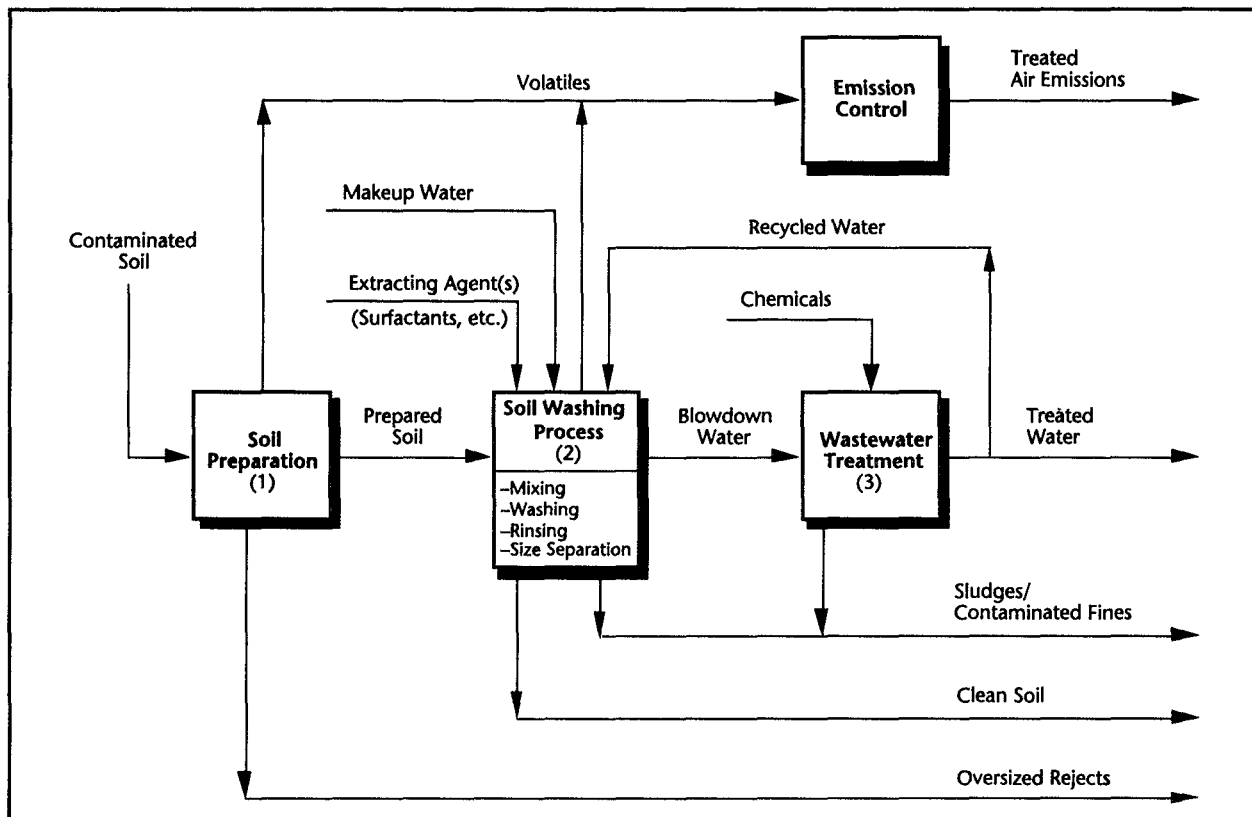 Volatiles
Emission
Control
Treated
Air Emissions
Makeup Water
Contaminated
Soil
Extracting Agent(s)
(Surfactants, etc.)
Recycled Water
Chemicals
Soil
Preparation
(1)
Prepared
Soil
Soil Washing
Process
(2)
–Mixing
–Washing
–Rinsing
–Size Separation
Blowdown
Water
Wastewater
Treatment
(3)
Treated
Water
Sludges/
Contaminated Fines
Clean Soil
Oversized Rejects